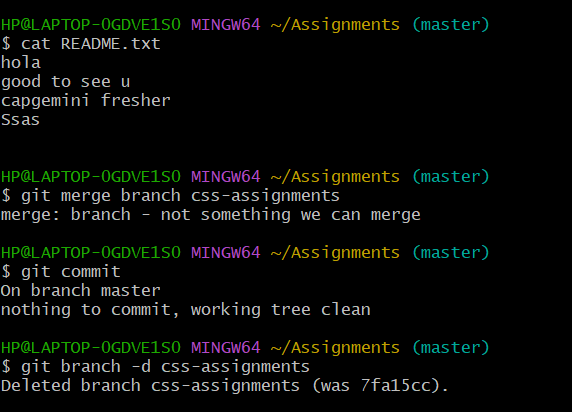 HP@LAPTOP-0GDVE1S0 MINGW64 ~/Assignments (master)
$ cat README.txt
hola
good to see u
capgemini fresher
Ssas
HP@LAPTOP-0GDVE1S0 MINGW64 ~/Assignments (master)
$ git merge branch css-assignments
merge: branch - not something we can merge
HP@LAPTOP-0GDVE1S0 MINGW64 ~/Assignments (master)
$ git commit
On branch master
nothing to commit, working tree clean
HP@LAPTOP-0GDVE1S0 MINGW64 ~/Assignments (master)
$ git branch -d css-assignments
Deleted branch css-assignments (was 7fa15cc).